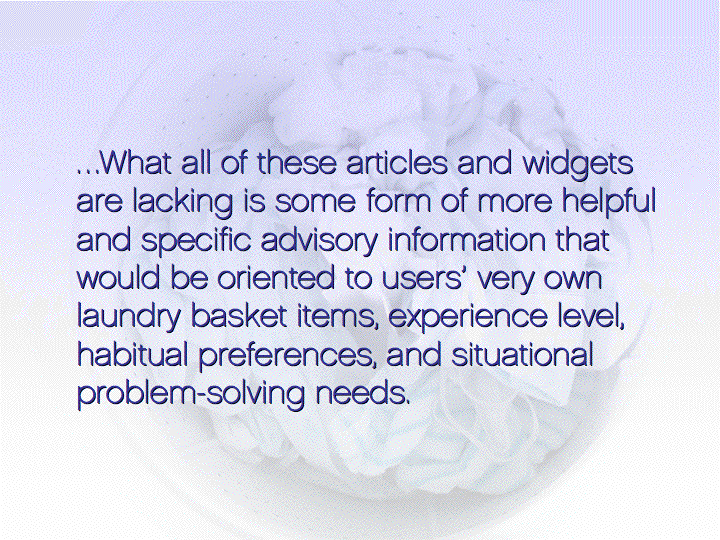 ...What all of these articles and widgets
are lacking is some form of more helpful
and specific advisory information that
would be oriented to users’ very own
laundry basket items, experience level,
habitual preferences, and situational
problem-solving needs.